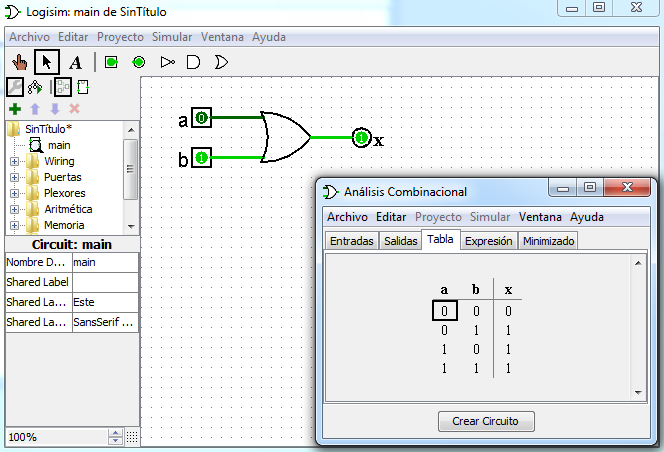 Logisim: main de SinTítulo
Archivo Editar Proyecto Simular Ventana Ayuda
A
SinTítulo*
main
Wiring
Puertas
Plexores
Aritmética
Memoria
Circuit: main
Nombre D... main
Shared Label
Shared La... Este
Shared La... SansSerif ...
100%
a 0
b 1
1 x
Análisis Combinacional
Archivo Editar Proyecto Simular Ventana Ayuda
Entradas Salidas Tabla Expresión Minimizado
a b x
0 0 0
0 1 1
1 0 1
1 1 1
Crear Circuito